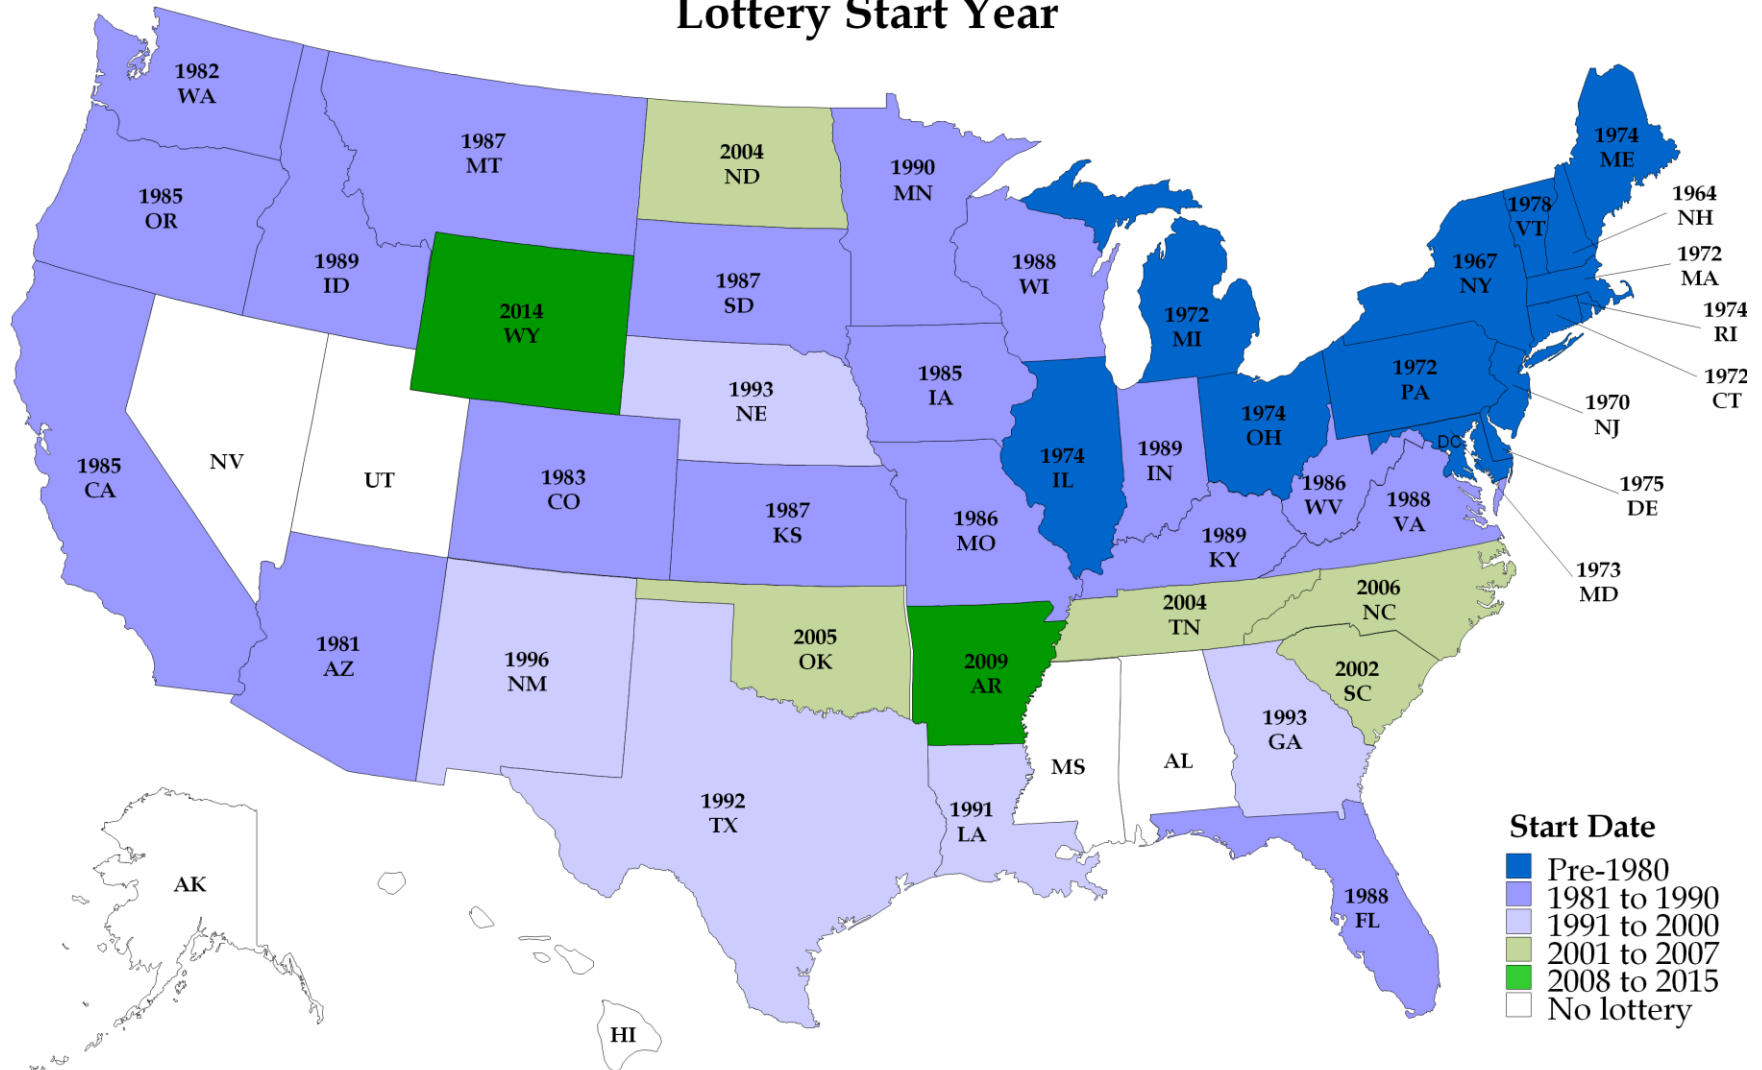 Lottery Start Year
1982
WA
1987
MT
2004
ND
1990
MN
1974
ME
1985
OR
1978
VT
1964
NH
1989
ID
1987
SD
1988
WI
1967
NY
1972
MA
2014
WY
1972
MI
1974
RI
1993
NE
1985
IA
1972
PA
1972
CT
1970
NJ
1974
OH
DC
1985
CA
NV
UT
1983
CO
1987
KS
1986
MO
1974
IL
1989
IN
1986
WV
1988
VA
1975
DE
1989
KY
1973
MD
1981
AZ
1996
NM
2005
OK
2009
AR
2004
TN
2006
NC
2002
SC
1993
GA
MS
AL
1992
TX
1991
LA
1988
FL
AK
HI
Start Date
Pre-1980
1981 to 1990
1991 to 2000
2001 to 2007
2008 to 2015
No lottery